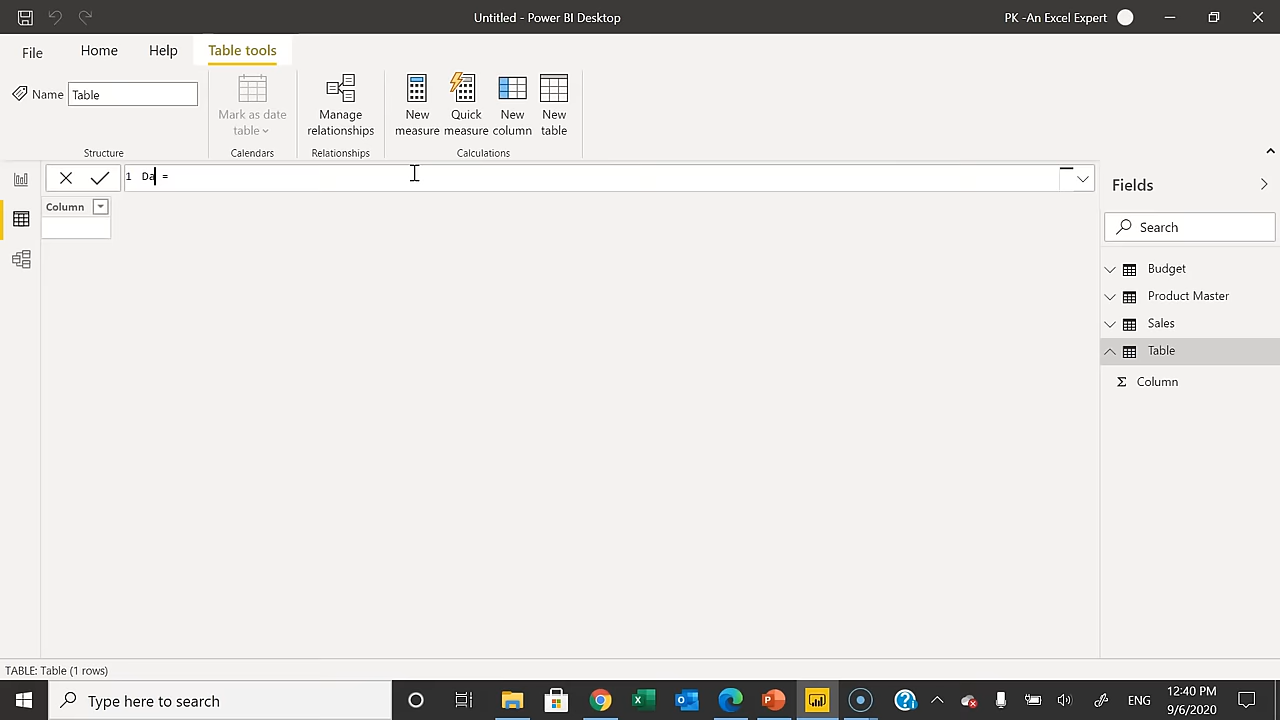 Untitled - Power BI Desktop
PK -An Excel Expert
File
Home
Help
Table tools
Name
Table
Mark as date table
Manage relationships
New measure
Quick measure
New column
New table
Structure
Calendars
Relationships
Calculations
1 Da =
Column
Fields
Search
Budget
Product Master
Sales
Table
Σ Column
TABLE: Table (1 rows)
Type here to search
ENG
12:40 PM
9/6/2020